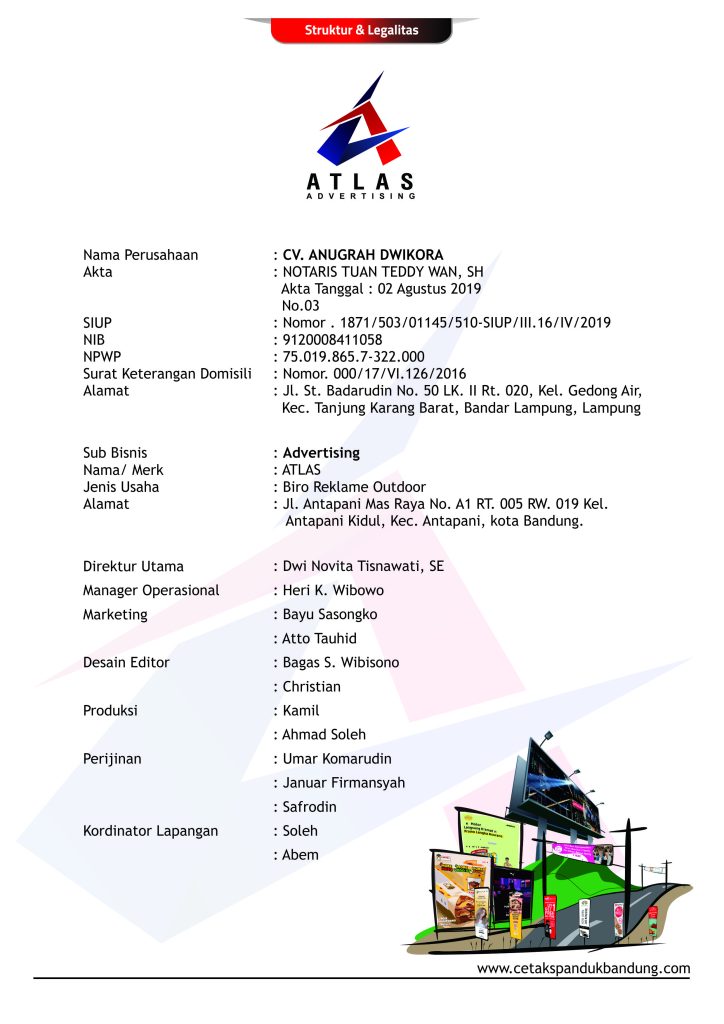 Struktur & Legalitas
ATLAS
ADVERTISING
Nama Perusahaan : CV. ANUGRAH DWIKORA
Akta : NOTARIS TUAN TEDDY WAN, SH
Akta Tanggal : 02 Agustus 2019
No.03
SIUP : Nomor . 1871/503/01145/510-SIUP/III.16/IV/2019
NIB : 9120008411058
NPWP : 75.019.865.7-322.000
Surat Keterangan Domisili : Nomor. 000/17/VI.126/2016
Alamat : Jl. St. Badarudin No. 50 LK. II Rt. 020, Kel. Gedong Air,
Kec. Tanjung Karang Barat, Bandar Lampung, Lampung
Sub Bisnis : Advertising
Nama/ Merk : ATLAS
Jenis Usaha : Biro Reklame Outdoor
Alamat : Jl. Antapani Mas Raya No. A1 RT. 005 RW. 019 Kel.
Antapani Kidul, Kec. Antapani, kota Bandung.
Direktur Utama : Dwi Novita Tisnawati, SE
Manager Operasional : Heri K. Wibowo
Marketing : Bayu Sasongko
: Atto Tauhid
Desain Editor : Bagas S. Wibisono
: Christian
Produksi : Kamil
: Ahmad Soleh
Perijinan : Umar Komarudin
: Januar Firmansyah
: Safrodin
Kordinator Lapangan : Soleh
: Abem
www.cetakspandukbandung.com